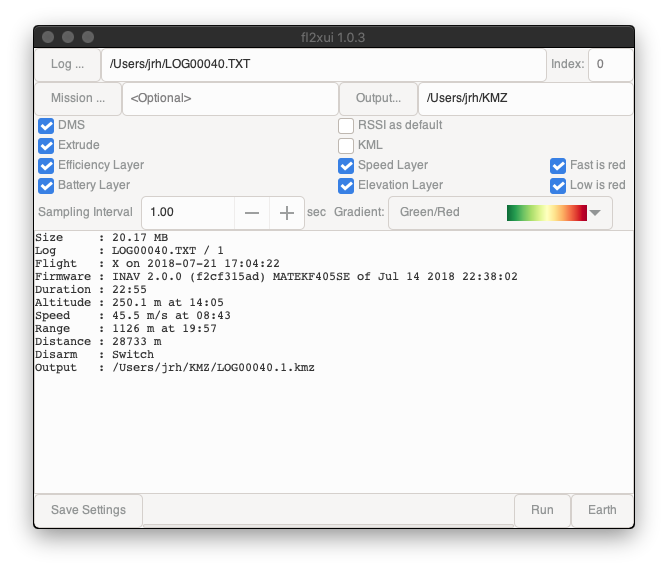 fl2xui 1.0.3
Log ... /Users/jrh/LOG00040.TXT Index: 0
Mission ... <Optional> Output... /Users/jrh/KMZ
DMS RSSI as default
Extrude KML
Efficiency Layer Speed Layer Fast is red
Battery Layer Elevation Layer Low is red
Sampling Interval 1.00 — + sec Gradient: Green/Red
Size : 20.17 MB
Log : LOG00040.TXT / 1
Flight : X on 2018-07-21 17:04:22
Firmware : INAV 2.0.0 (f2cf315ad) MATEKF405SE of Jul 14 2018 22:38:02
Duration : 22:55
Altitude : 250.1 m at 14:05
Speed : 45.5 m/s at 08:43
Range : 1126 m at 19:57
Distance : 28733 m
Disarm : Switch
Output : /Users/jrh/KMZ/LOG00040.1.kmz
Save Settings Run Earth